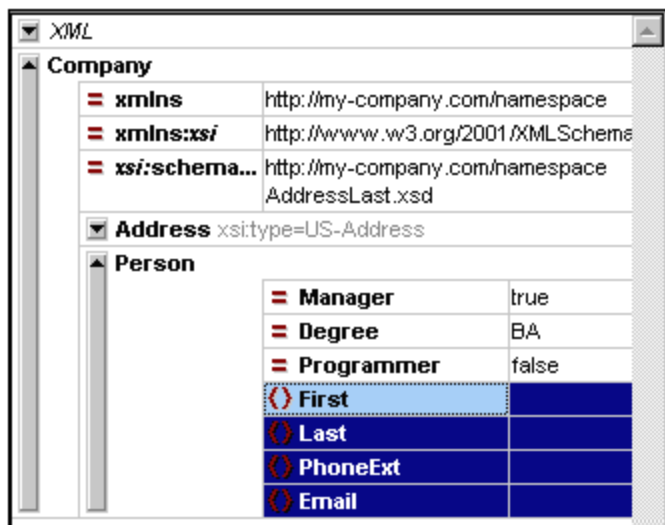 XML
Company
= xmlns http://my-company.com/namespace
= xmlns:xsi http://www.w3.org/2001/XMLSchema
= xsi:schema... http://my-company.com/namespace
AddressLast.xsd
Address xsi:type=US-Address
Person
= Manager true
= Degree BA
= Programmer false
() First
() Last
() PhoneExt
() Email